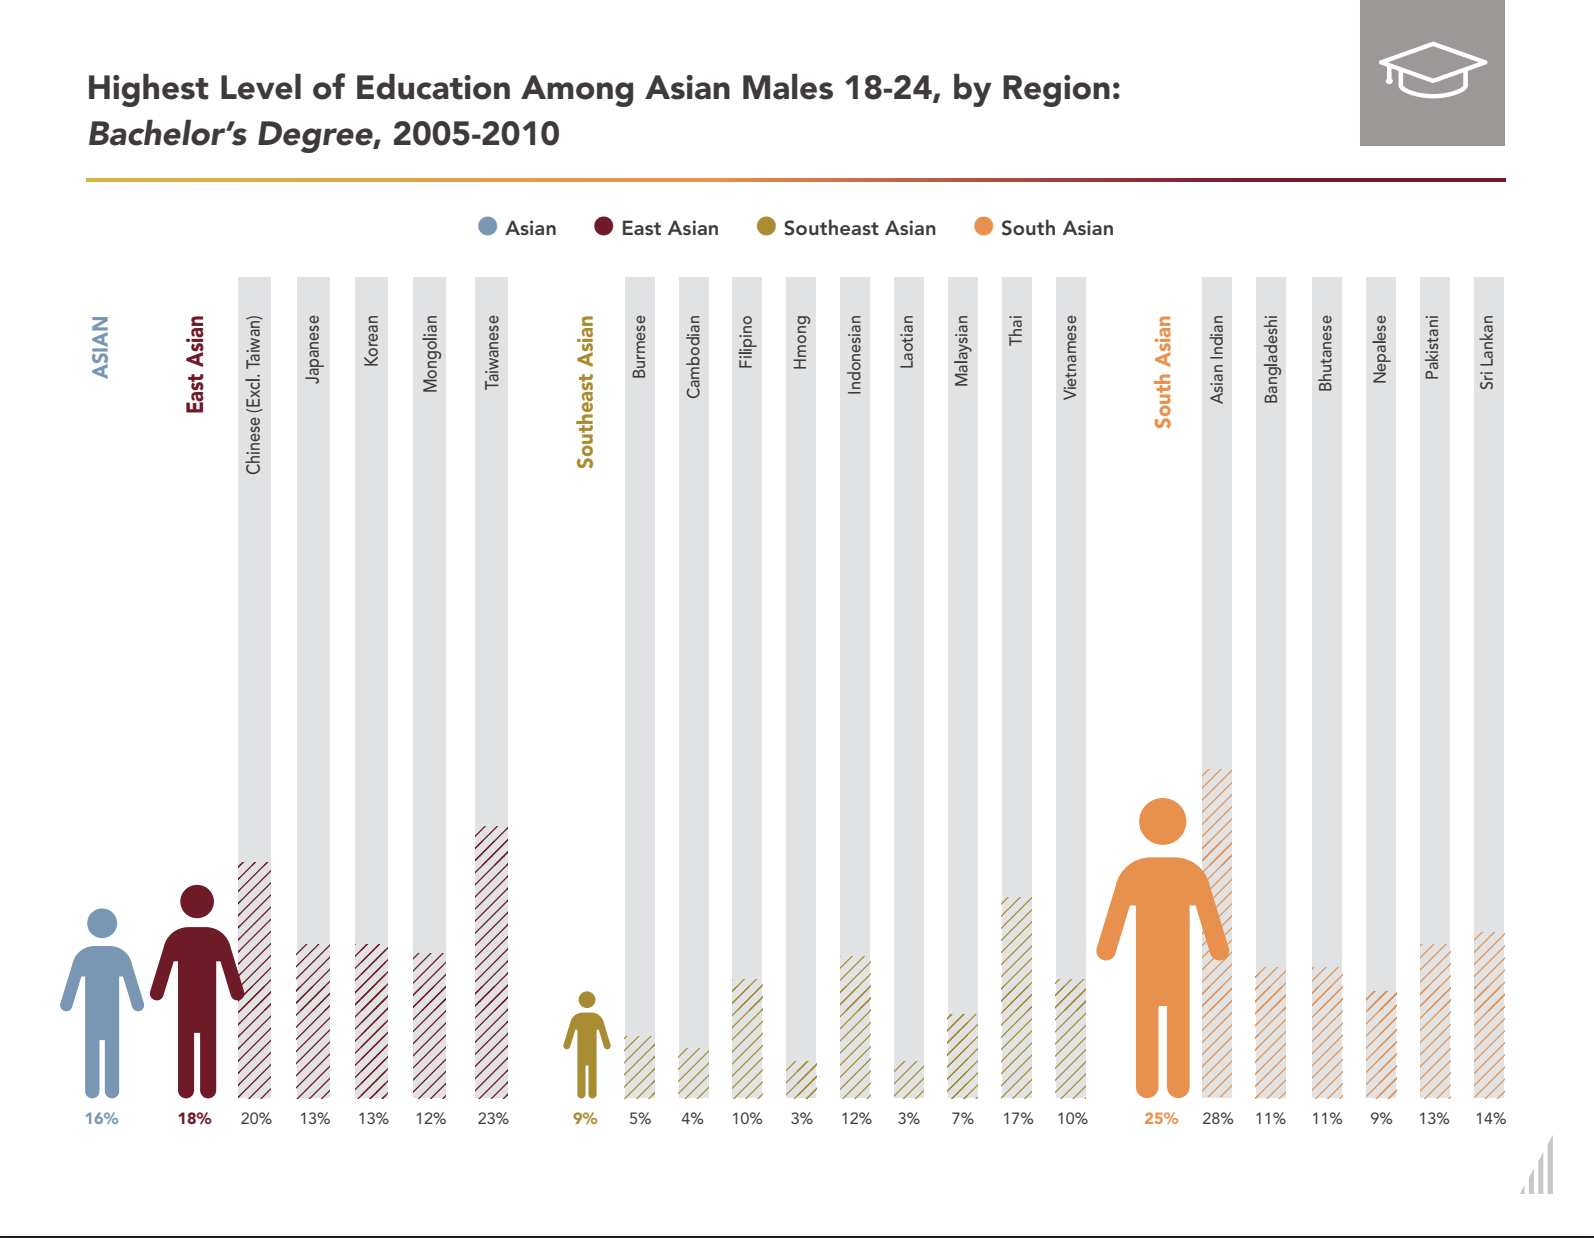 Highest Level of Education Among Asian Males 18-24, by Region:
Bachelor's Degree, 2005-2010
Asian
East Asian
Southeast Asian
South Asian
ASIAN
East Asian
Chinese (Excl. Taiwan)
Japanese
Korean
Mongolian
Taiwanese
Southeast Asian
Burmese
Cambodian
Filipino
Hmong
Indonesian
Laotian
Malaysian
Thai
Vietnamese
South Asian
Asian Indian
Bangladeshi
Bhutanese
Nepalese
Pakistani
Sri Lankan
16%
18%
20%
13%
13%
12%
23%
9%
5%
4%
10%
3%
12%
3%
7%
17%
10%
25%
28%
11%
11%
9%
13%
14%